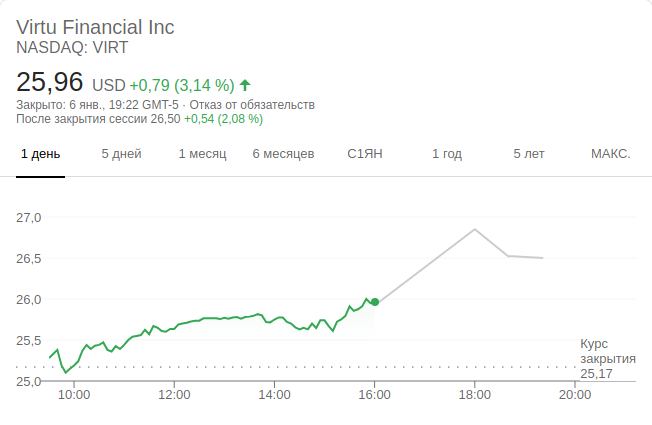 Virtu Financial Inc
NASDAQ: VIRT
25,96 USD +0,79 (3,14 %)
Закрыто: 6 янв., 19:22 GMT-5 · Отказ от обязательств
После закрытия сессии 26,50 +0,54 (2,08 %)
1 день 5 дней 1 месяц 6 месяцев С1ЯН 1 год 5 лет МАКС.
27,0
26,5
26,0
25,5
Курс
закрытия
25,17
25,0
10:00 12:00 14:00 16:00 18:00 20:00